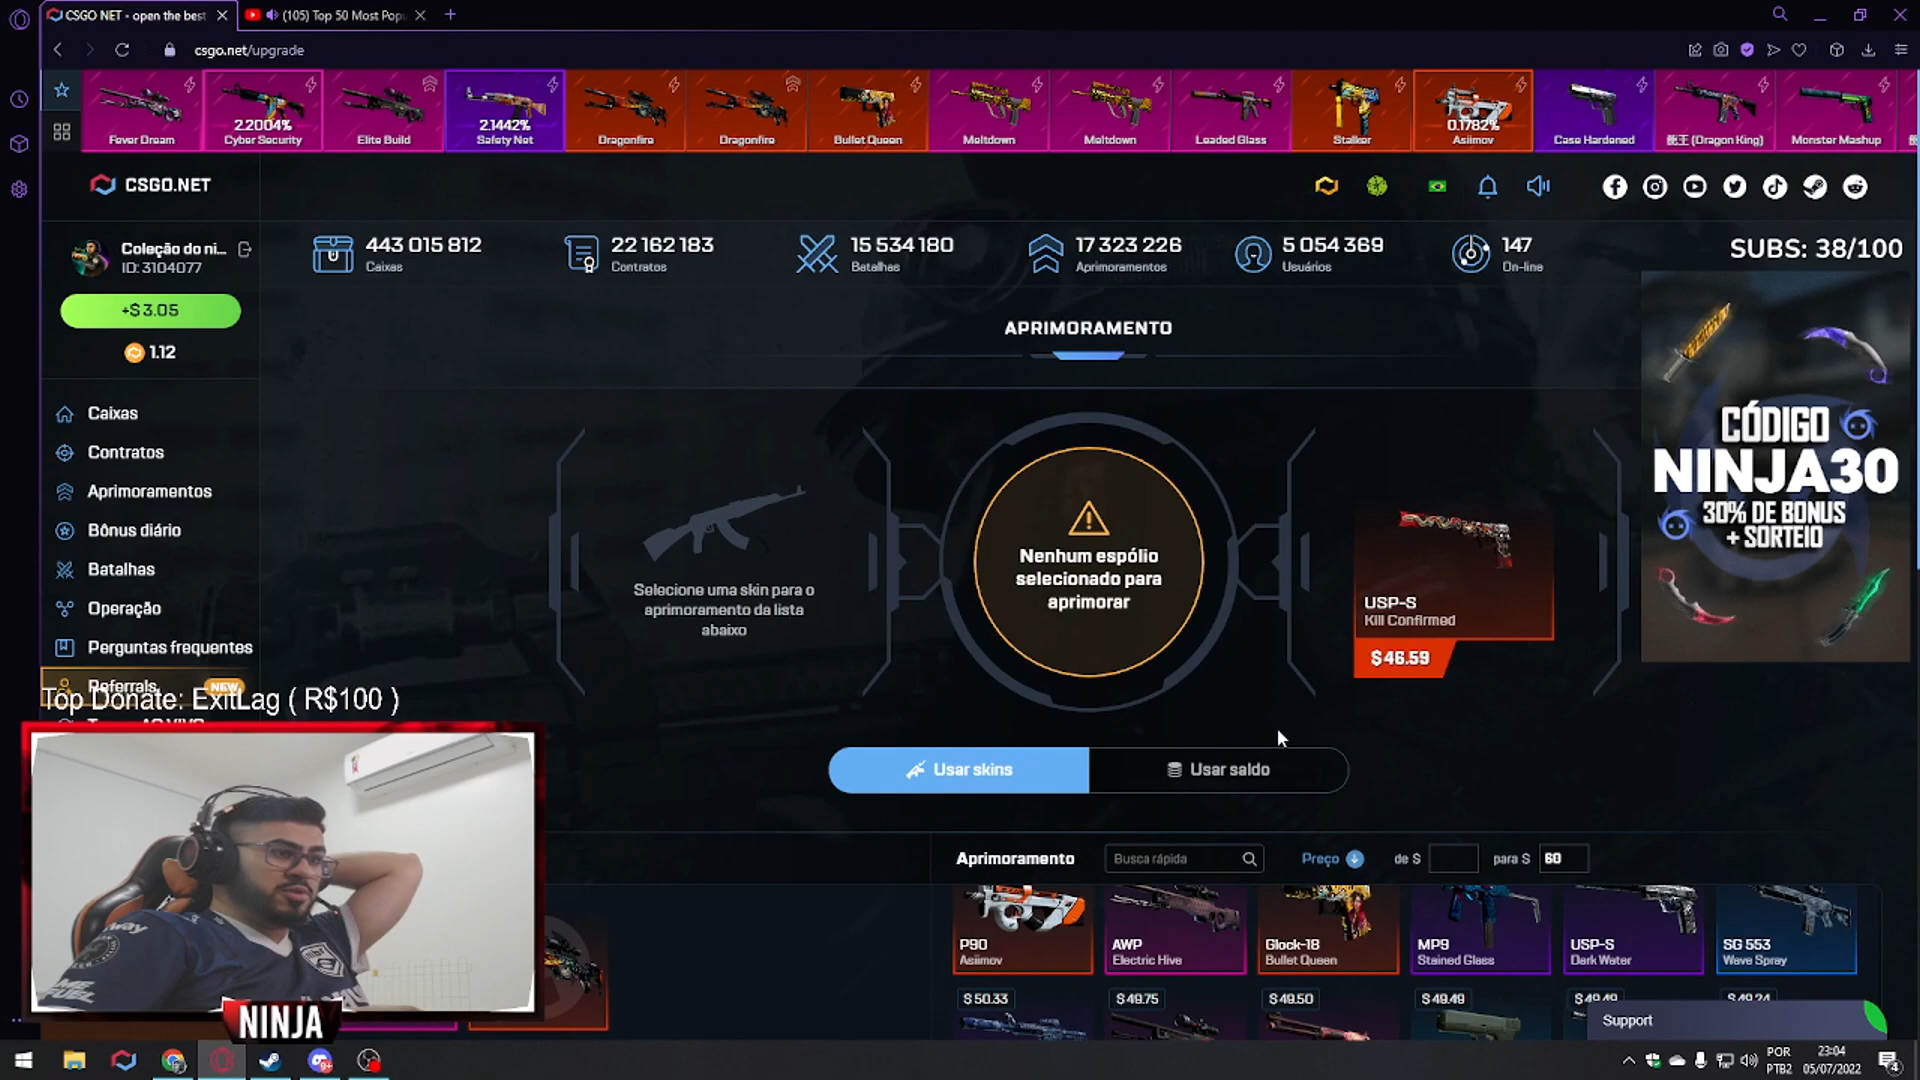 CSGO NET - open the best
(105) Top 50 Most Popu
csgo.net/upgrade
Fever Dream
2.2004%
Cyber Security
Elite Build
2.1442%
Safety Net
Dragonfire
Dragonfire
Bullet Queen
Meltdown
Meltdown
Leaded Glass
Stalker
0.1782%
Asiimov
Case Hardened
龍王 (Dragon King)
Monster Mashup
CSGO.NET
Coleção do ni...
ID: 3104077
+$ 3.05
1.12
443 015 812
Caixas
22 162 183
Contratos
15 534 180
Batalhas
17 323 226
Aprimoramentos
5 054 369
Usuários
147
On-line
SUBS: 38/100
APRIMORAMENTO
Caixas
Contratos
Aprimoramentos
Bônus diário
Batalhas
Operação
Perguntas frequentes
Referrals
NEW
Top Donate: ExitLag ( R$100 )
Selecione uma skin para o
aprimoramento da lista
abaixo
Nenhum espólio
selecionado para
aprimorar
USP-S
Kill Confirmed
$46.59
CÓDIGO
NINJA30
30% DE BONUS
+ SORTEIO
Usar skins
Usar saldo
Aprimoramento
Busca rápida
Preço
de $
para $
60
P90
Asiimov
AWP
Electric Hive
Glock-18
Bullet Queen
MP9
Stained Glass
USP-S
Dark Water
SG 553
Wave Spray
$ 50.33
$ 49.75
$ 49.50
$ 49.49
$ 49.49
$ 49.24
Support
NINJA
POR
PTB2
23:04
05/07/2022
4